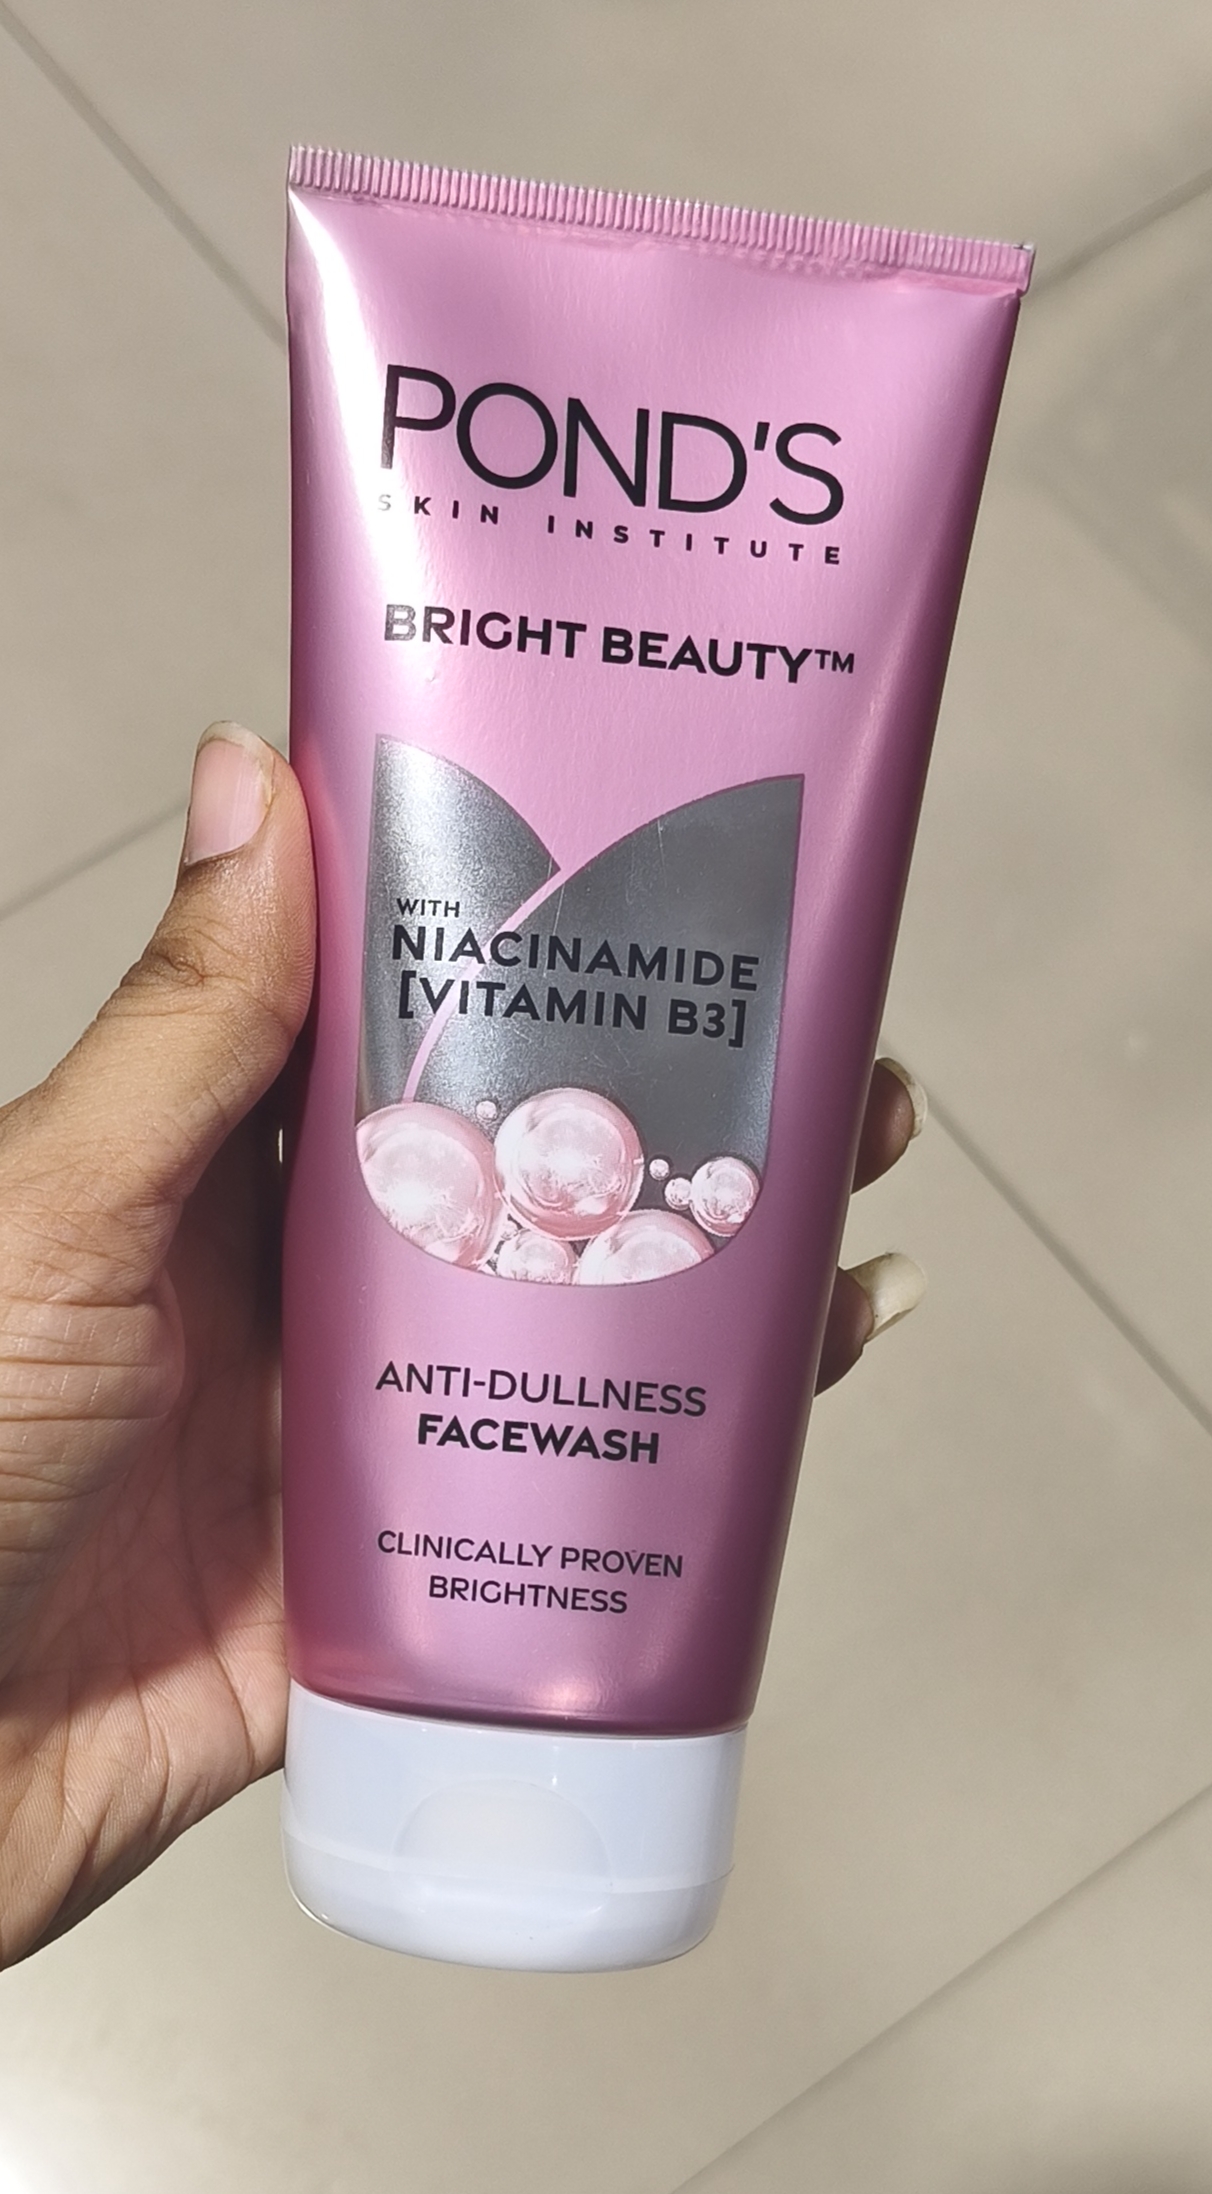 POND'S
SKIN INSTITUTE
BRIGHT BEAUTY™
WITH
NIACINAMIDE
[VITAMIN B3]
ANTI-DULLNESS
FACEWASH
CLINICALLY PROVEN
BRIGHTNESS